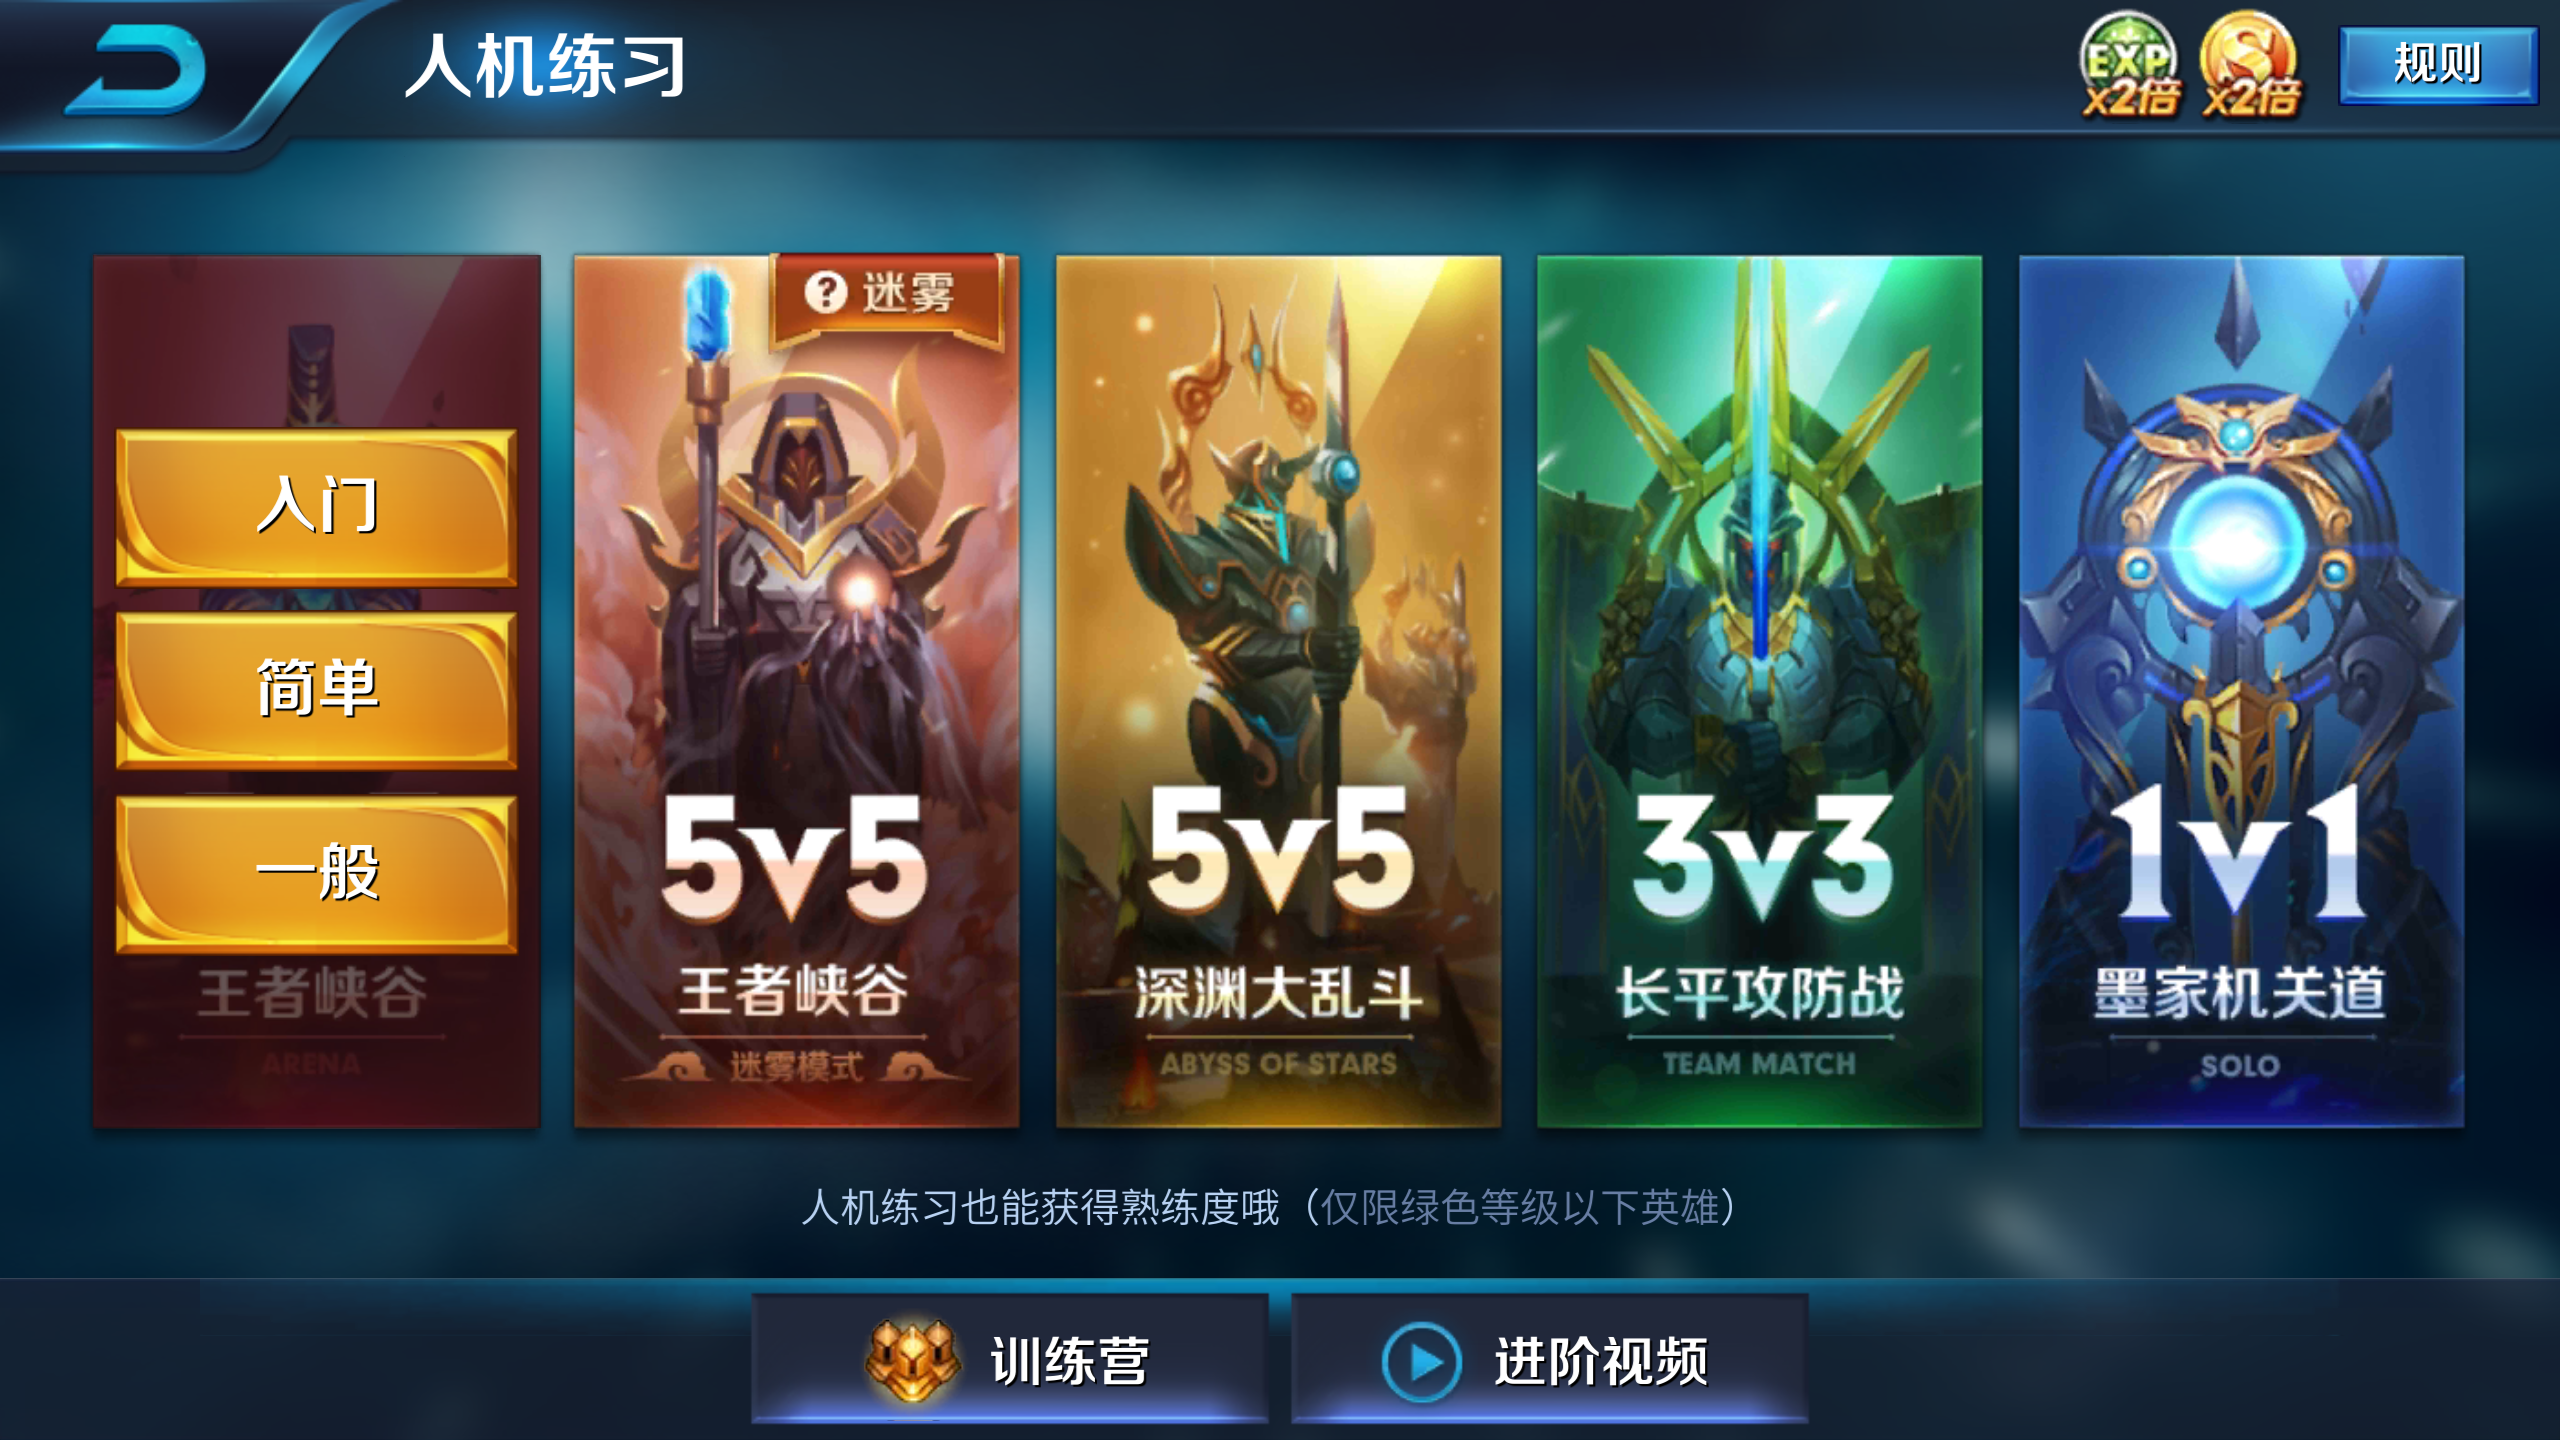 人机练习
EXP
x2倍
S
x2倍
规则
入门
简单
一般
王者峡谷
ARENA
迷雾
5v5
王者峡谷
迷雾模式
5v5
深渊大乱斗
ABYSS OF STARS
3v3
长平攻防战
TEAM MATCH
1v1
墨家机关道
SOLO
人机练习也能获得熟练度哦（仅限绿色等级以下英雄）
训练营
进阶视频